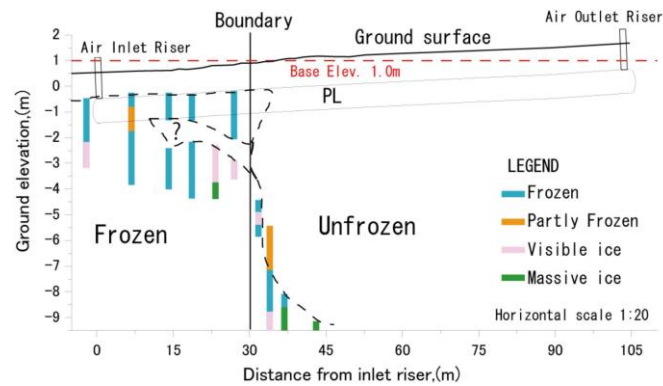 Boundary
Air Outlet Riser
Air Inlet Riser
Ground surface
Base Elev. 1.0m
PL
?
Frozen
Unfrozen
LEGEND
Frozen
Partly Frozen
Visible ice
Massive ice
Horizontal scale 1:20
Ground elevation,(m)
2
1
0
-1
-2
-3
-4
-5
-6
-7
-8
-9
0
15
30
45
60
75
90
105
Distance from inlet riser,(m)